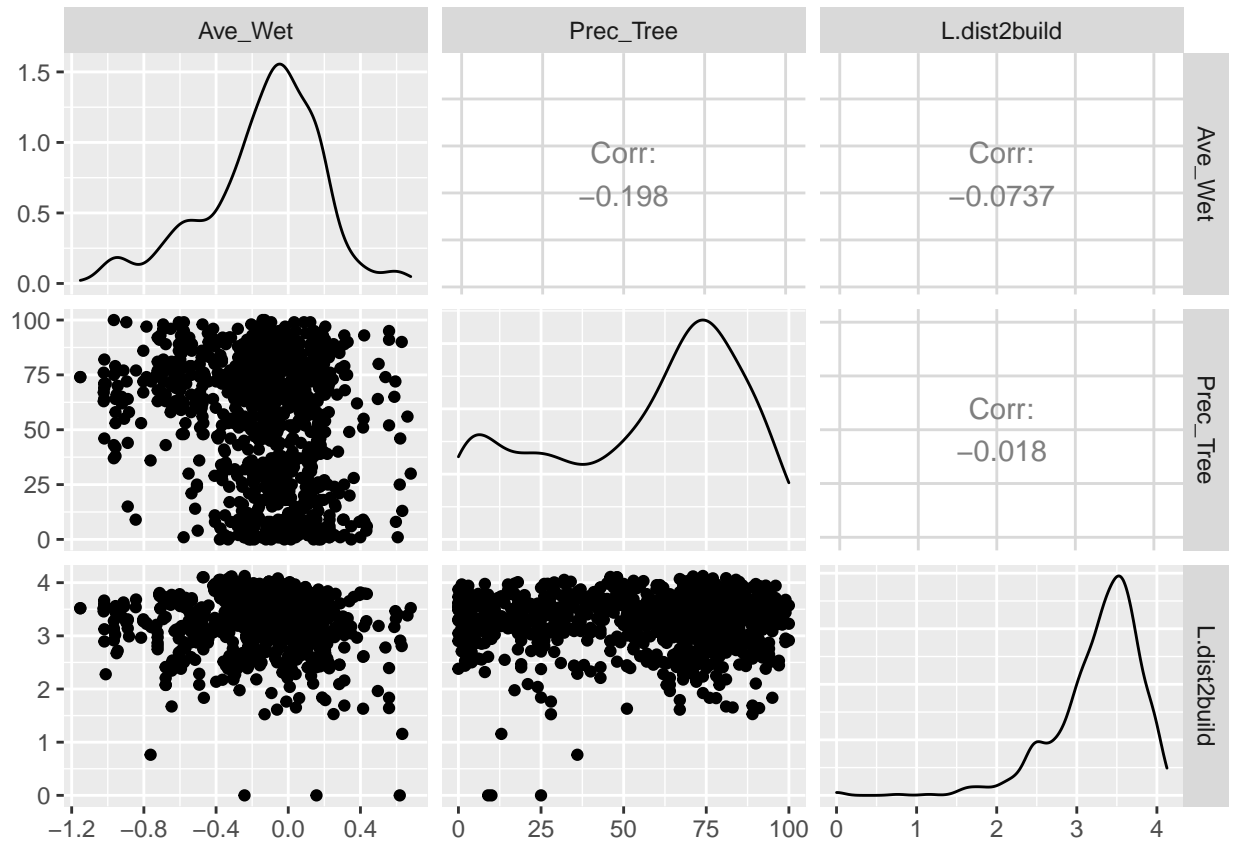 Ave_Wet
Prec_Tree
L.dist2build
1.5
1.0
0.5
0.0
Corr:
−0.198
Corr:
−0.0737
Ave_Wet
100
75
50
25
0
Corr:
−0.018
Prec_Tree
4
3
2
1
0
L.dist2build
−1.2 −0.8 −0.4 0.0 0.4
0 25 50 75 100
0 1 2 3 4